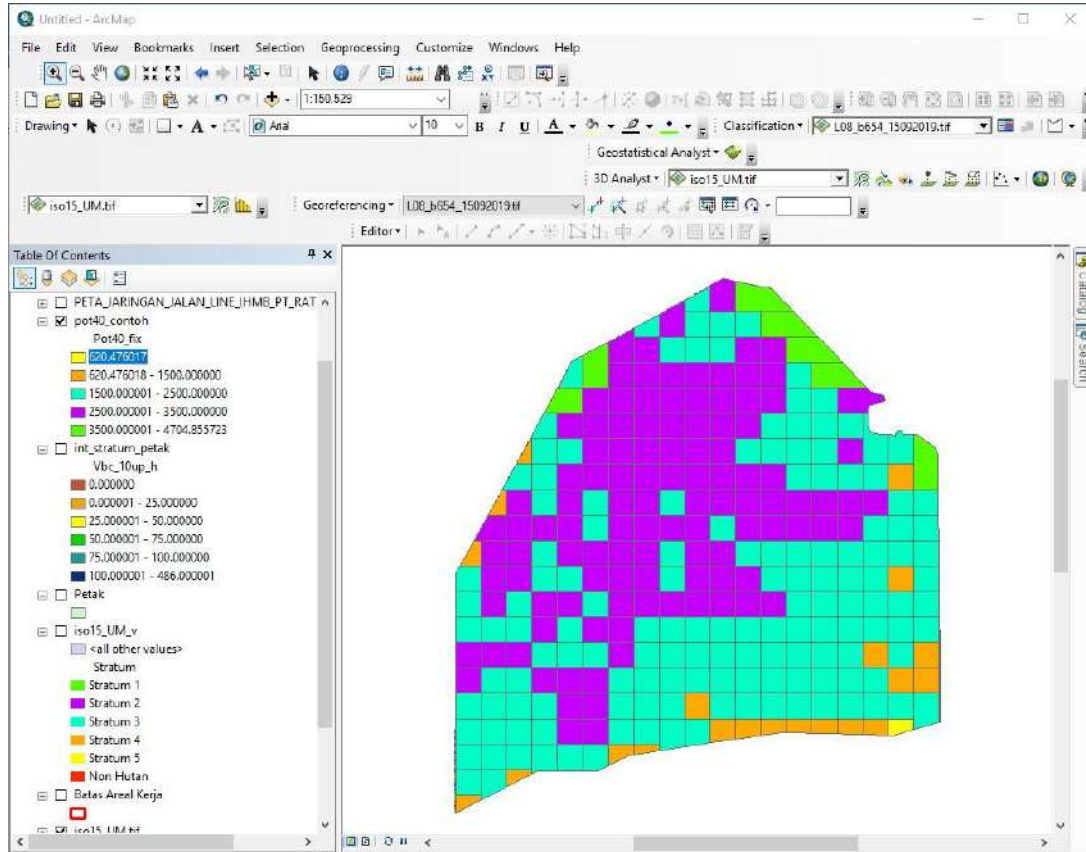 Untitled - ArcMap
File Edit View Bookmarks Insert Selection Geoprocessing Customize Windows Help
1:150,529
Drawing Arial 10 B I U A Classification L08_b654_15092019.tif
Geostatistical Analyst
3D Analyst iso15_UM.tif
iso15_UM.tif Georeferencing L08_b654_15092019.tif
Editor
Table Of Contents
PETA_JARINGAN_JALAN_LINE_IHMB_PT_RAT
pot40_contoh
Pot40_fix
620.476017
620.476018 - 1500.000000
1500.000001 - 2500.000000
2500.000001 - 3500.000000
3500.000001 - 4704.855723
int_stratum_petak
Vbc_10up_h
0.000000
0.000001 - 25.000000
25.000001 - 50.000000
50.000001 - 75.000000
75.000001 - 100.000000
100.000001 - 486.000001
Petak
iso15_UM_v
<all other values>
Stratum
Stratum 1
Stratum 2
Stratum 3
Stratum 4
Stratum 5
Non Hutan
Batas Areal Kerja
iso15_UM.tif
Catalog
Search